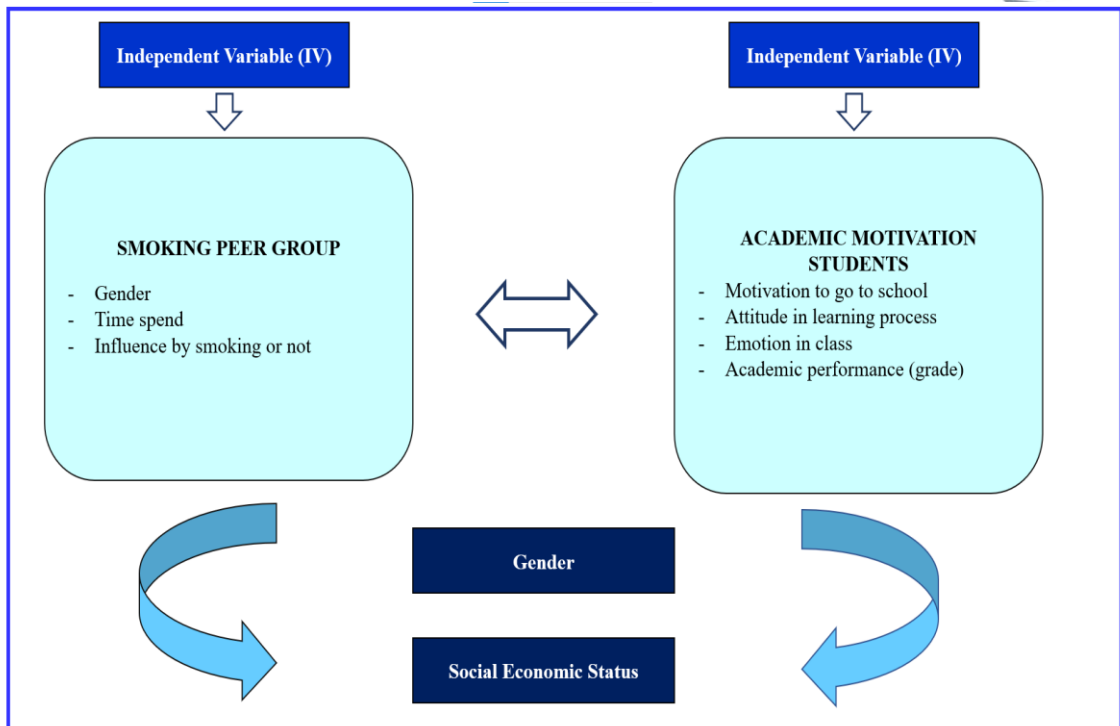 Independent Variable (IV)
Independent Variable (IV)
SMOKING PEER GROUP
- Gender
- Time spend
- Influence by smoking or not
ACADEMIC MOTIVATION
STUDENTS
- Motivation to go to school
- Attitude in learning process
- Emotion in class
- Academic performance (grade)
Gender
Social Economic Status